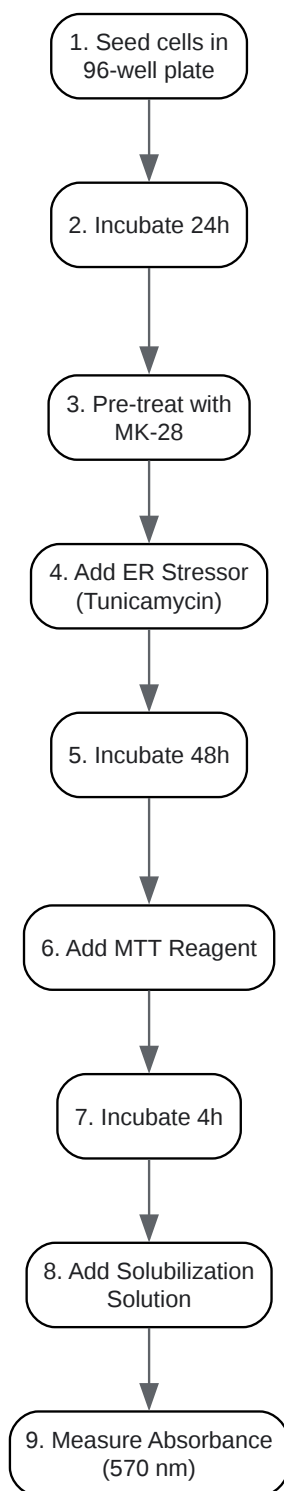 1. Seed cells in
96-well plate
2. Incubate 24h
3. Pre-treat with
MK-28
4. Add ER Stressor
(Tunicamycin)
5. Incubate 48h
6. Add MTT Reagent
7. Incubate 4h
8. Add Solubilization
Solution
9. Measure Absorbance
(570 nm)